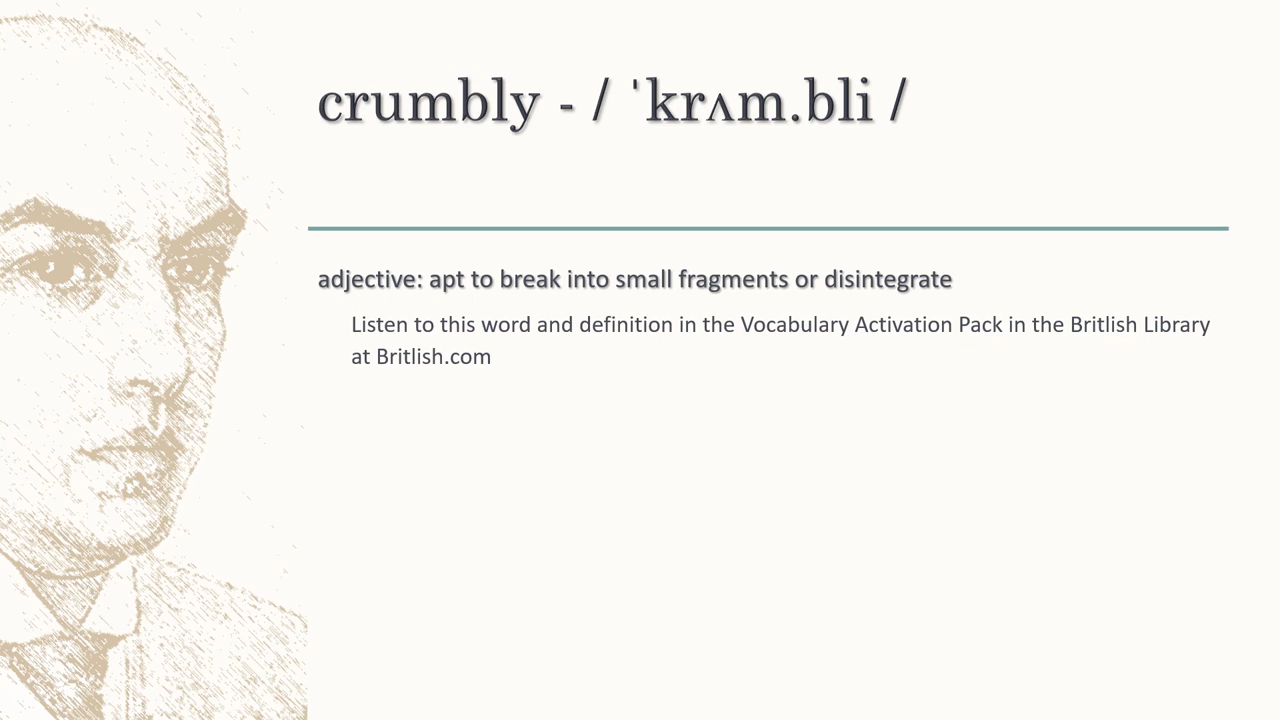 crumbly - / ˈkrʌm.bli /
adjective: apt to break into small fragments or disintegrate
Listen to this word and definition in the Vocabulary Activation Pack in the Britlish Library
at Britlish.com